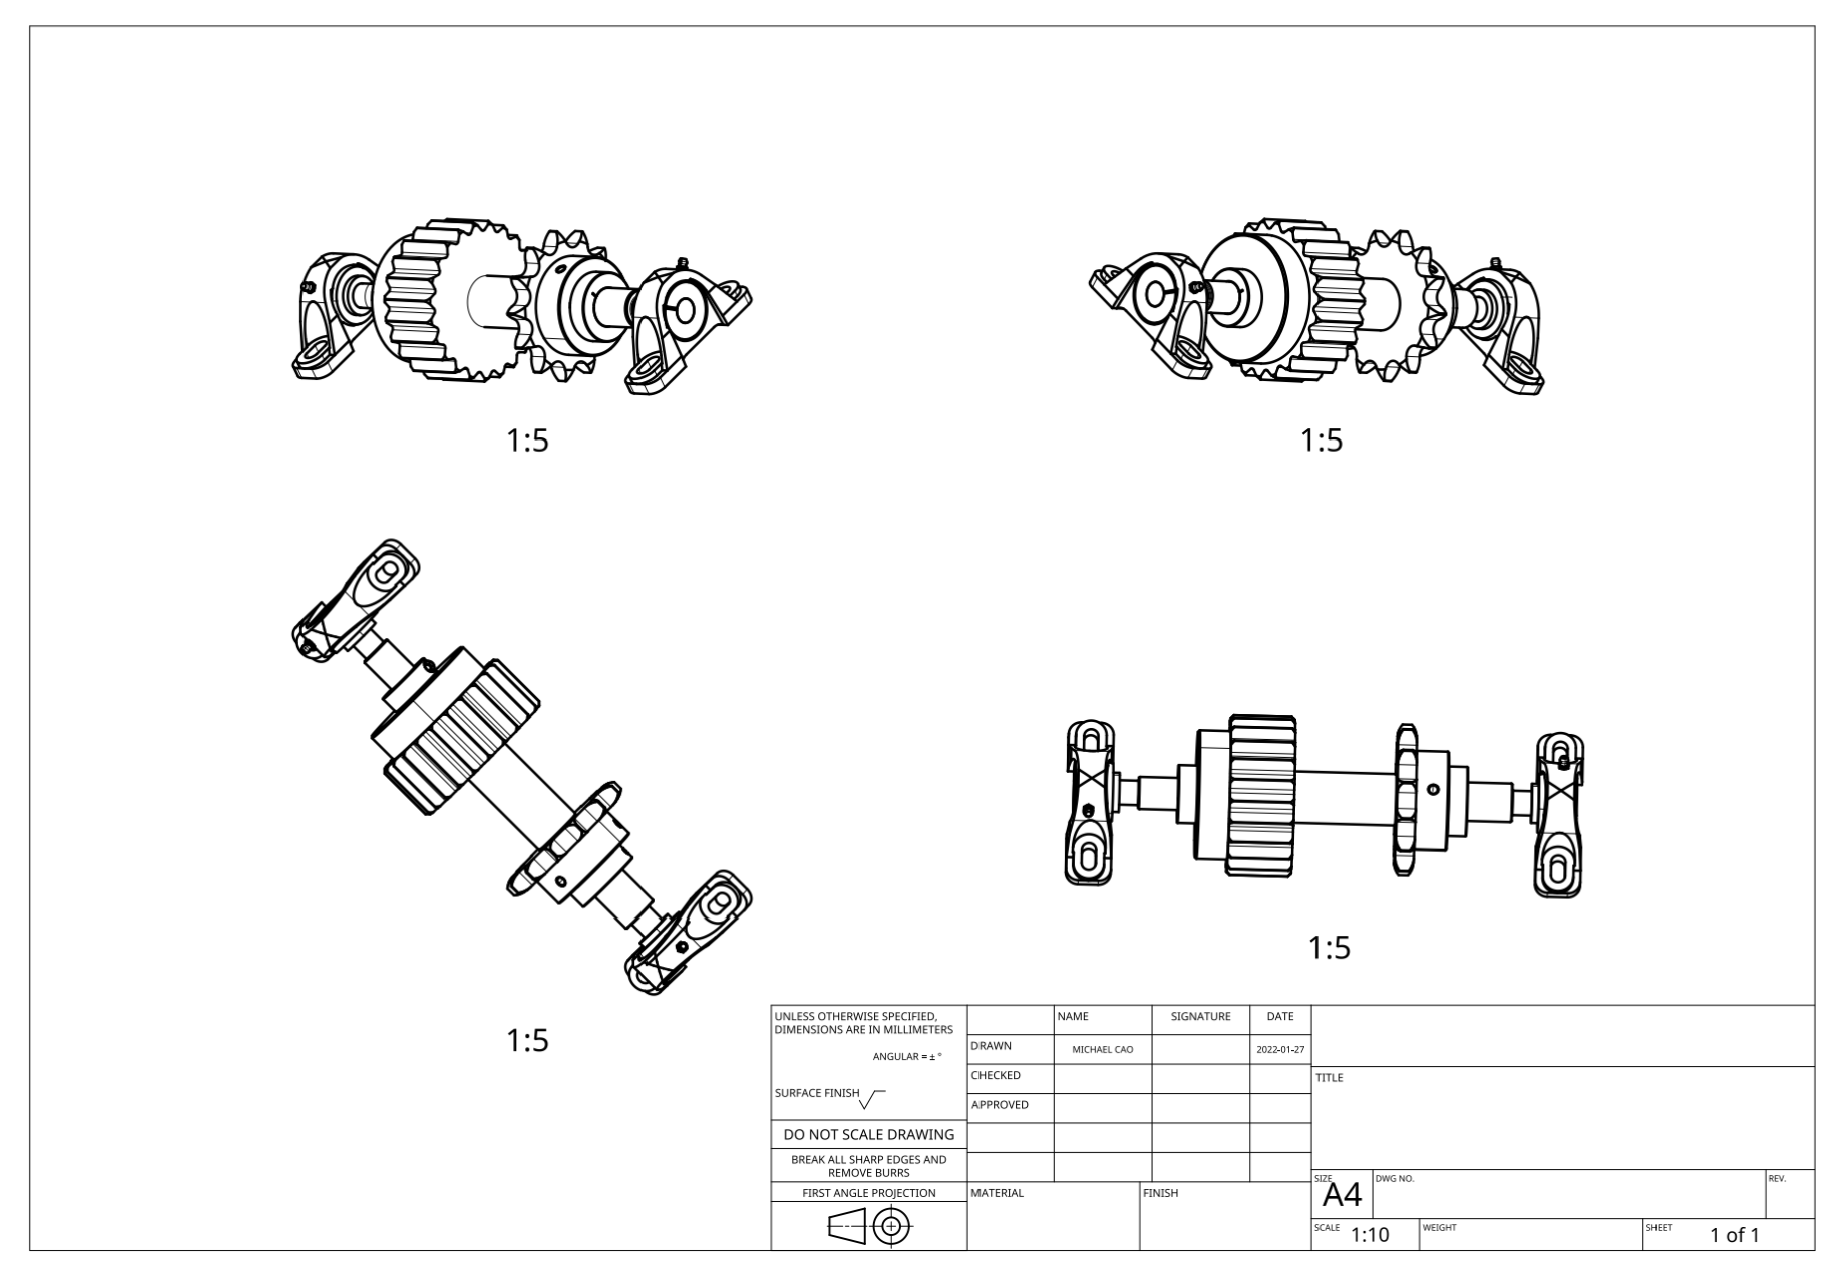 1:5
1:5
1:5
1:5
UNLESS OTHERWISE SPECIFIED,
DIMENSIONS ARE IN MILLIMETERS
ANGULAR = ± °
SURFACE FINISH
DO NOT SCALE DRAWING
BREAK ALL SHARP EDGES AND
REMOVE BURRS
FIRST ANGLE PROJECTION
NAME SIGNATURE DATE
DRAWN MICHAEL CAO 2022-01-27
CHECKED
APPROVED
MATERIAL FINISH
TITLE
SIZE A4 DWG NO. REV.
SCALE 1:10 WEIGHT SHEET 1 of 1